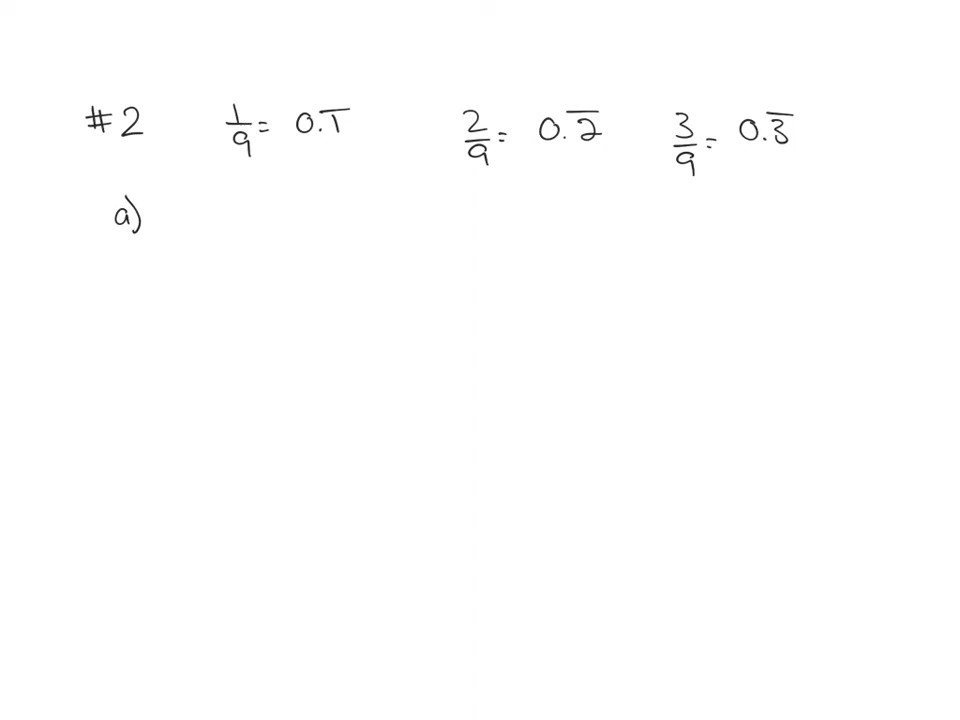 #2 1/9 = 0.1̅ 2/9 = 0.2̅ 3/9 = 0.3̅
a)